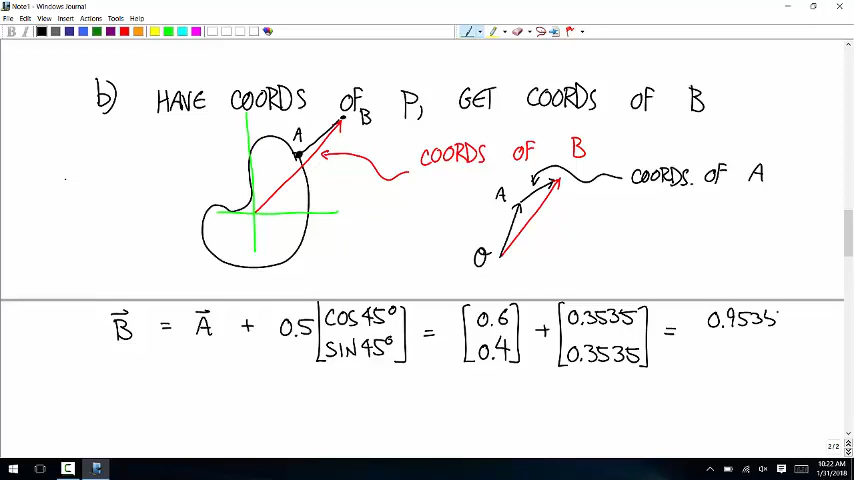 Note1 - Windows Journal
File Edit View Insert Actions Tools Help
b) HAVE COORDS OF P, GET COORDS OF B
A B
COORDS OF B
A COORDS. OF A
O
B = A + 0.5 [COS 45° SIN 45°] = [0.6 0.4] + [0.3535 0.3535] = 0.9535
2/2
10:22 AM
1/31/2018